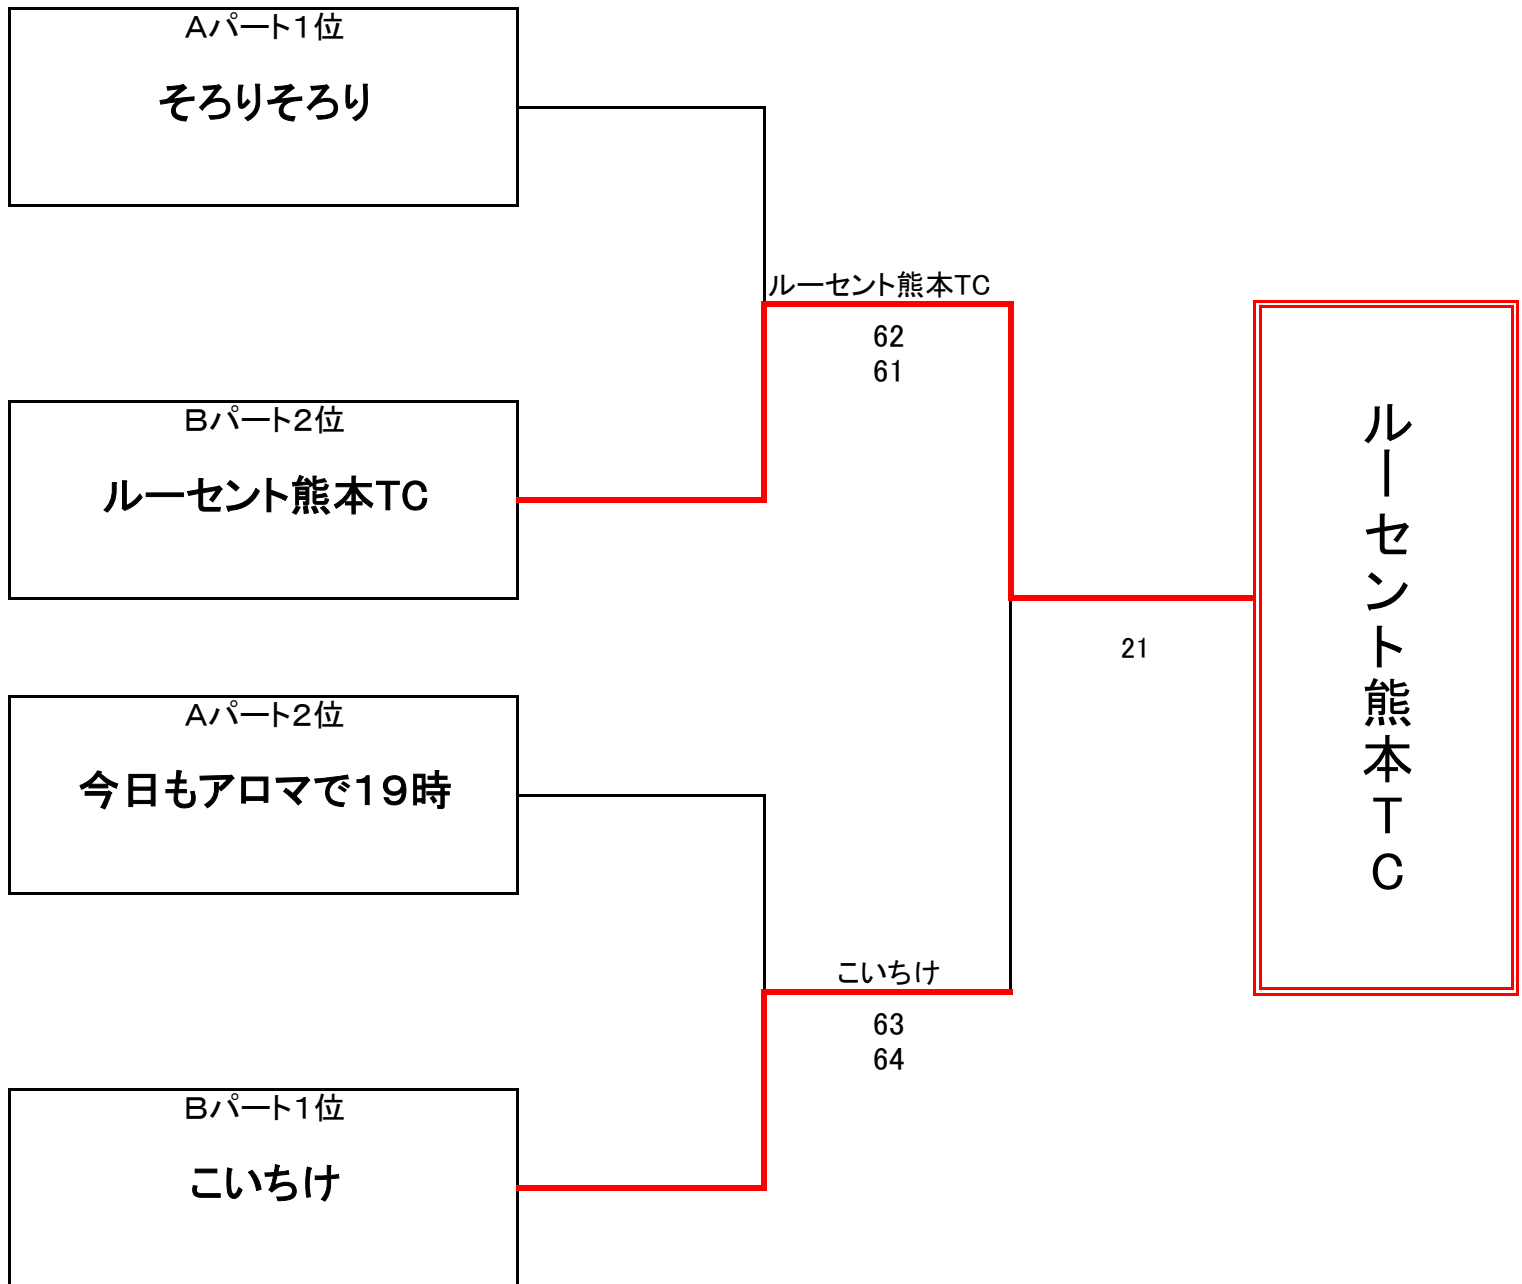 Aパート1位
そろりそろり
ルーセント熊本TC
62
61
Bパート2位
ルーセント熊本TC
21
ルーセント熊本TC
Aパート2位
今日もアロマで19時
こいちけ
63
64
Bパート1位
こいちけ